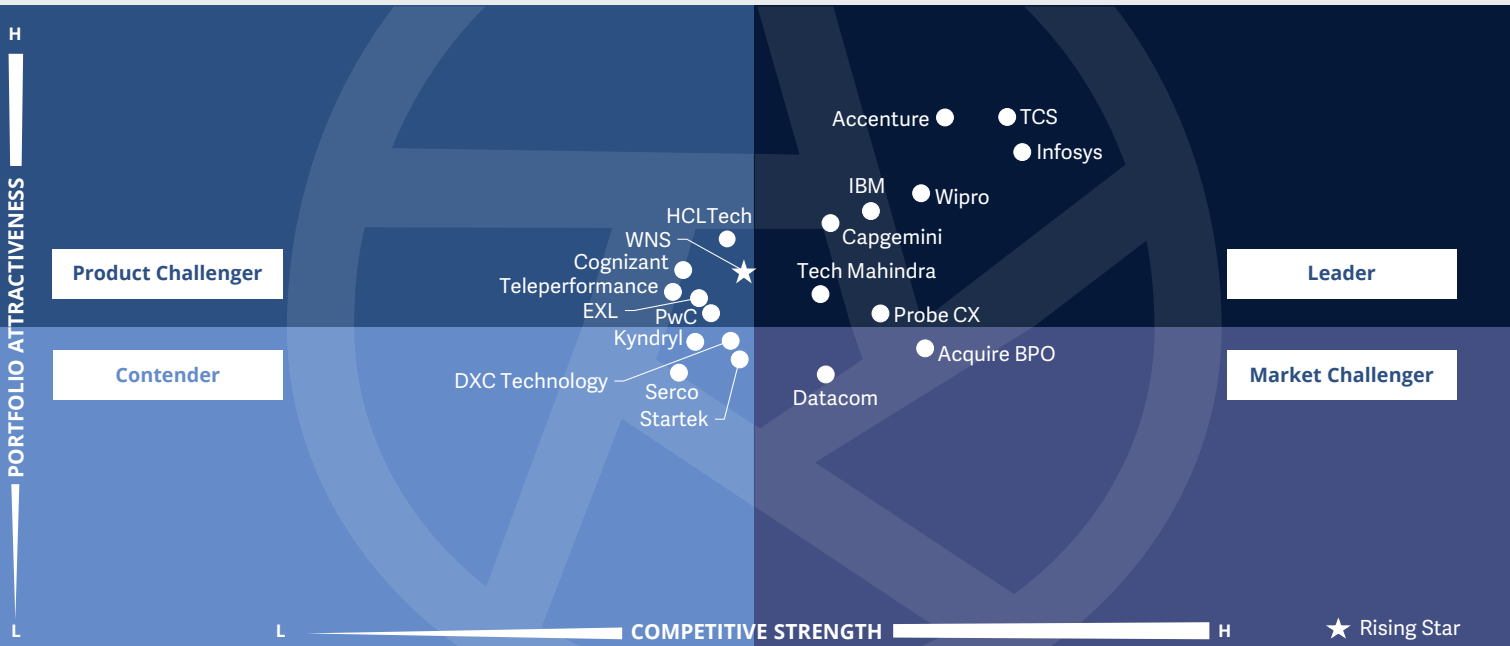 H
Accenture
TCS
Infosys
IBM
Wipro
HCLTech
Capgemini
WNS
Cognizant
Tech Mahindra
Product Challenger
Leader
Teleperformance
EXL
PwC
Probe CX
Kyndryl
Acquire BPO
Contender
Market Challenger
DXC Technology
Serco
Datacom
Startek
PORTFOLIO ATTRACTIVENESS
L
L
COMPETITIVE STRENGTH
H
Rising Star